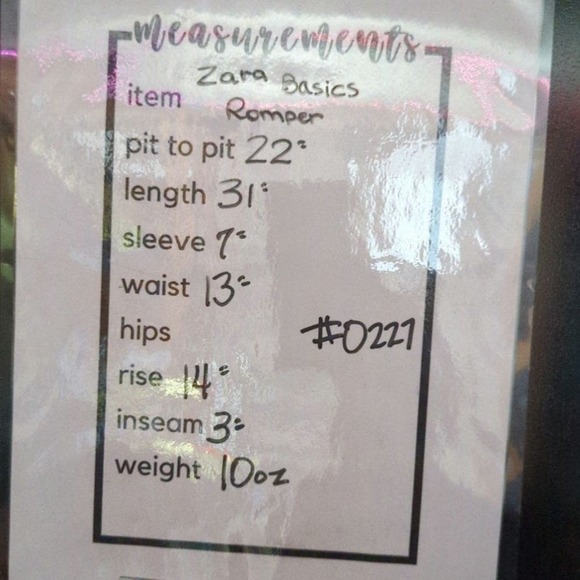 measurements
item Zara Basics
Romper
pit to pit 22"
length 31"
sleeve 7"
waist 13"
hips #0227
rise 14"
inseam 3"
weight 10oz